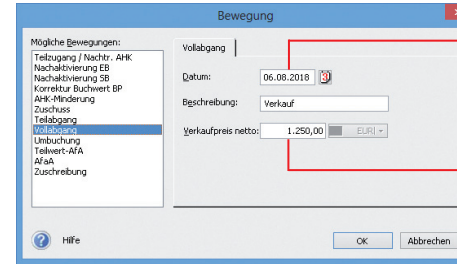 Bewegung
Mögliche Bewegungen:
Teilzugang / Nachtr. AHK
Nachaktivierung EB
Nachaktivierung SB
Korrektur Buchwert BP
AHK-Minderung
Zuschuss
Teilabgang
Vollabgang
Umbuchung
Teilwert-AfA
AfaA
Zuschreibung
Vollabgang
Datum: 06.08.2018 3
Beschreibung: Verkauf
Verkaufpreis netto: 1.250,00 EUR
Hilfe
OK Abbrechen